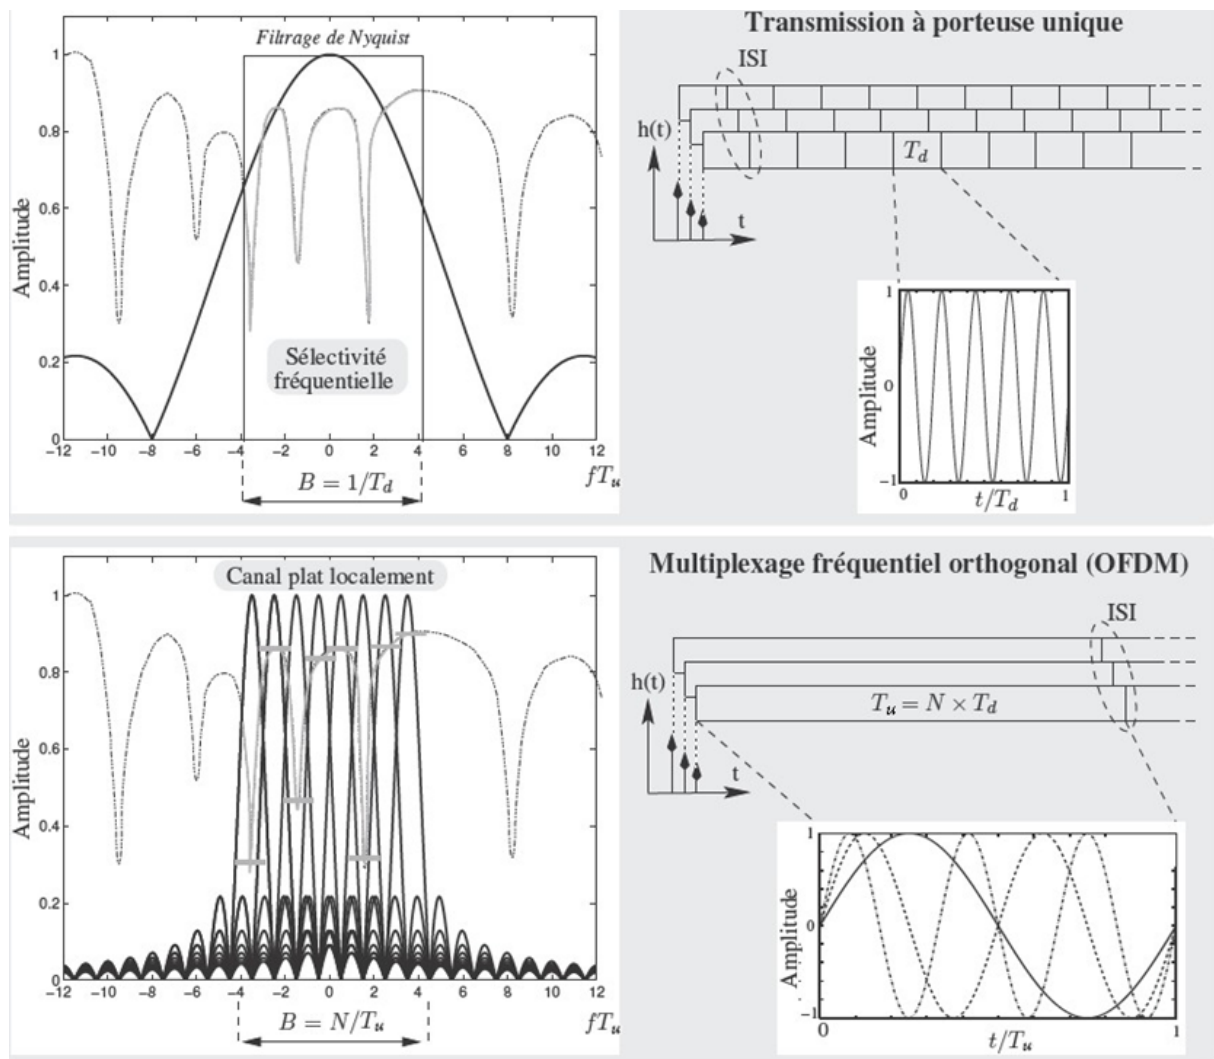 Filtrage de Nyquist
1
0.8
0.6
0.4
0.2
0
Amplitude
Sélectivité
fréquentielle
−12 −10 −8 −6 −4 −2 0 2 4 6 8 10 12
B = 1/T_d
fT_u
Transmission à porteuse unique
ISI
h(t)
T_d
t
1
0
−1
Amplitude
0 1
t/T_d
Canal plat localement
1
0.8
0.6
0.4
0.2
0
Amplitude
−12 −10 −8 −6 −4 −2 0 2 4 6 8 10 12
B = N/T_u
fT_u
Multiplexage fréquentiel orthogonal (OFDM)
ISI
h(t)
T_u = N × T_d
t
1
0
−1
Amplitude
0 1
t/T_u